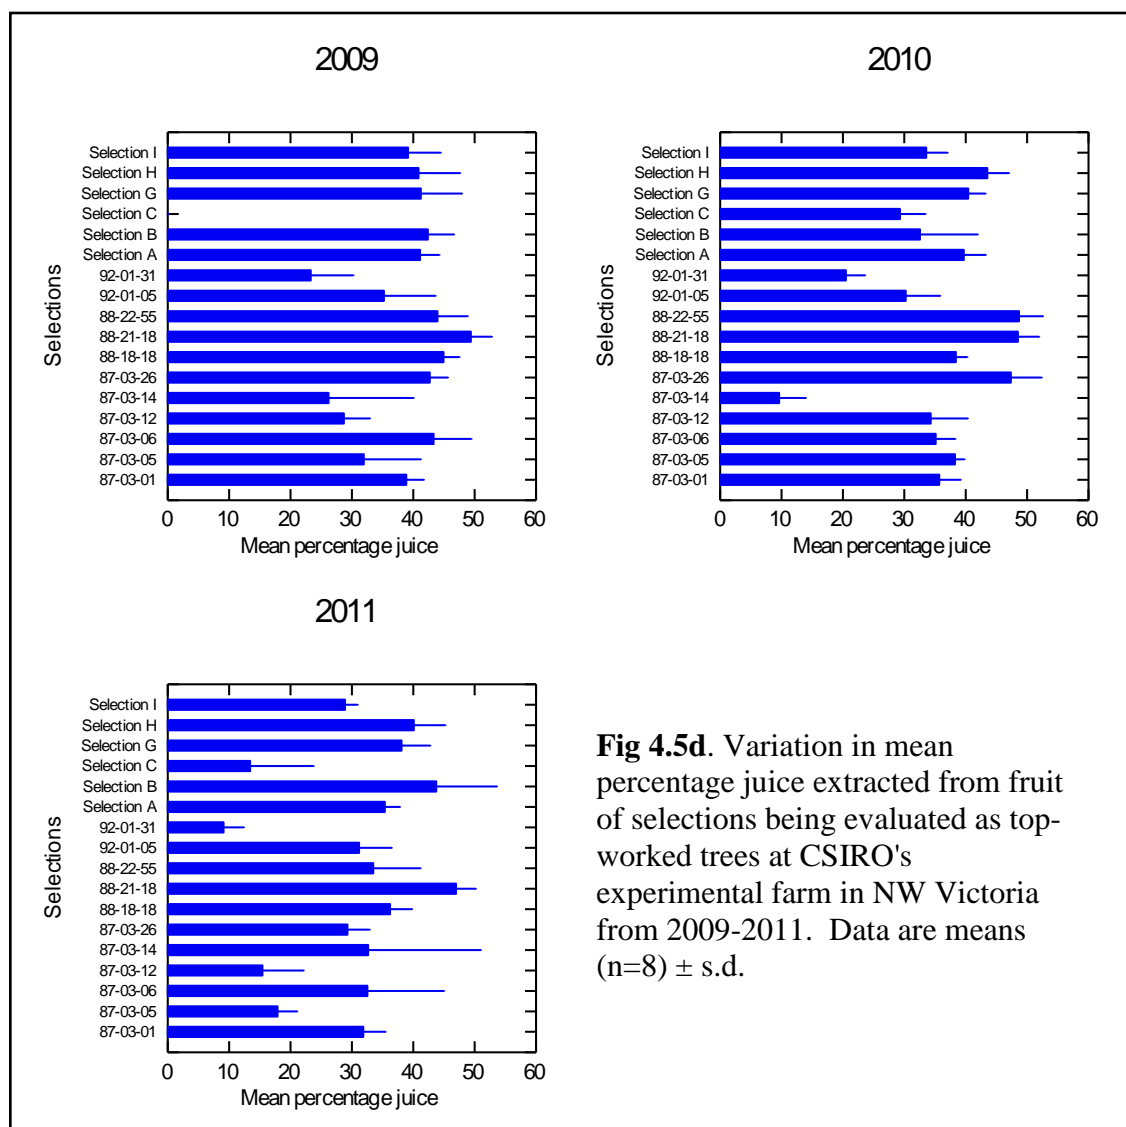 2009
Selection I
Selection H
Selection G
Selection C
Selection B
Selection A
92-01-31
92-01-05
88-22-55
88-21-18
88-18-18
87-03-26
87-03-14
87-03-12
87-03-06
87-03-05
87-03-01
Selections
0 10 20 30 40 50 60
Mean percentage juice
2010
Selection I
Selection H
Selection G
Selection C
Selection B
Selection A
92-01-31
92-01-05
88-22-55
88-21-18
88-18-18
87-03-26
87-03-14
87-03-12
87-03-06
87-03-05
87-03-01
Selections
0 10 20 30 40 50 60
Mean percentage juice
2011
Selection I
Selection H
Selection G
Selection C
Selection B
Selection A
92-01-31
92-01-05
88-22-55
88-21-18
88-18-18
87-03-26
87-03-14
87-03-12
87-03-06
87-03-05
87-03-01
Selections
0 10 20 30 40 50 60
Mean percentage juice
Fig 4.5d. Variation in mean
percentage juice extracted from fruit
of selections being evaluated as top-
worked trees at CSIRO's
experimental farm in NW Victoria
from 2009-2011. Data are means
(n=8) ± s.d.